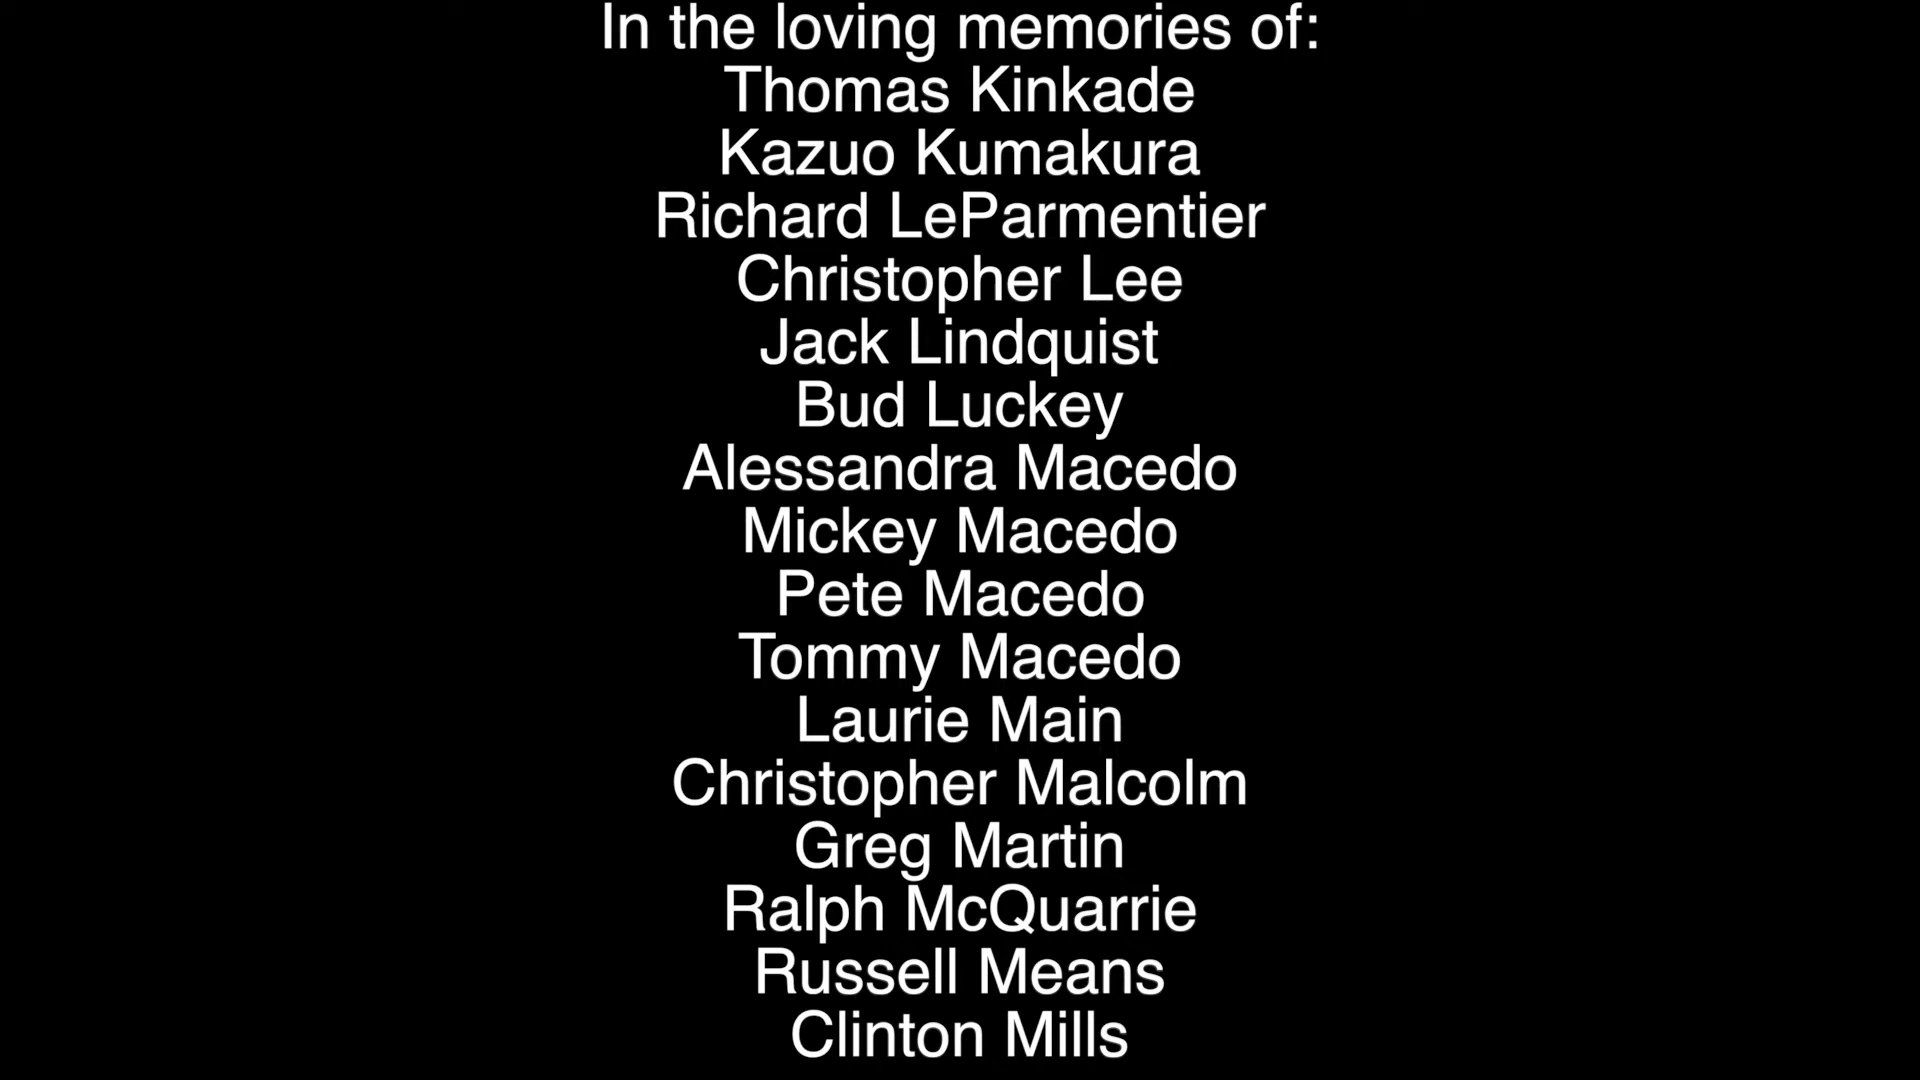 In the loving memories of:
Thomas Kinkade
Kazuo Kumakura
Richard LeParmentier
Christopher Lee
Jack Lindquist
Bud Luckey
Alessandra Macedo
Mickey Macedo
Pete Macedo
Tommy Macedo
Laurie Main
Christopher Malcolm
Greg Martin
Ralph McQuarrie
Russell Means
Clinton Mills